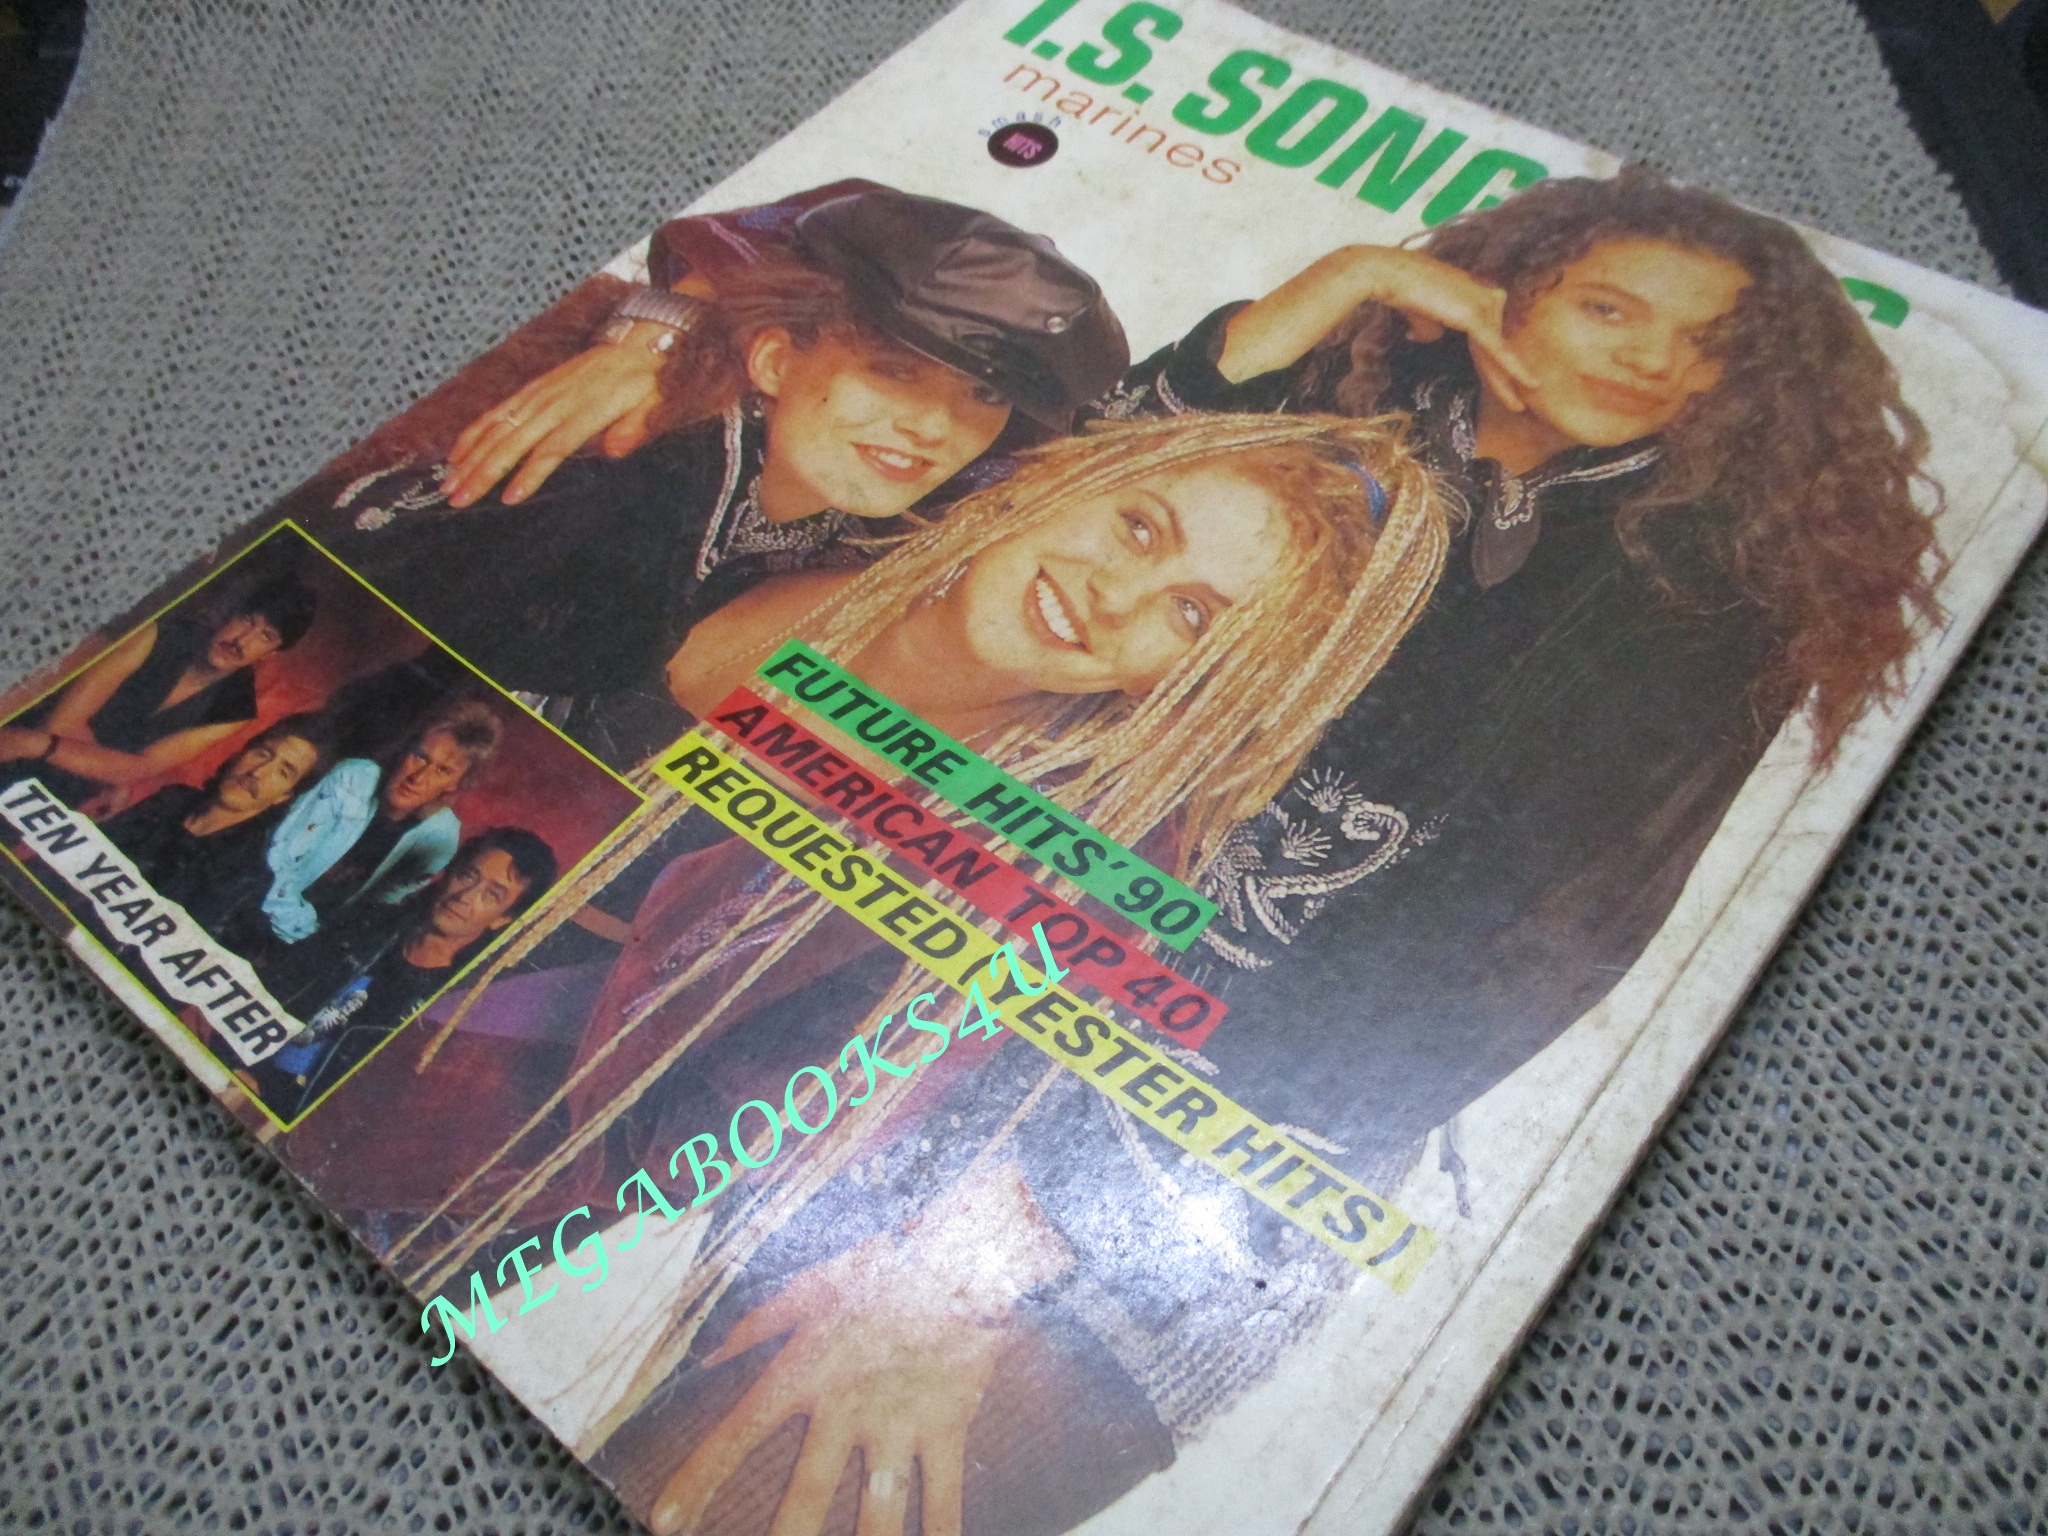 I.S. SONG
marines
smash
HITS
FUTURE HITS'90
AMERICAN TOP 40
REQUESTED (YESTER HITS)
TEN YEAR AFTER
MEGABOOKS4U